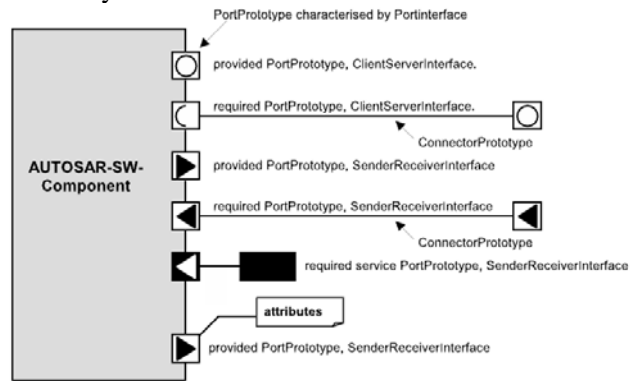 PortPrototype characterised by Portinterface
provided PortPrototype, ClientServerInterface.
required PortPrototype, ClientServerInterface.
ConnectorPrototype
AUTOSAR-SW-
Component
provided PortPrototype, SenderReceiverInterface
required PortPrototype, SenderReceiverInterface
ConnectorPrototype
required service PortPrototype, SenderReceiverInterface
attributes
provided PortPrototype, SenderReceiverInterface